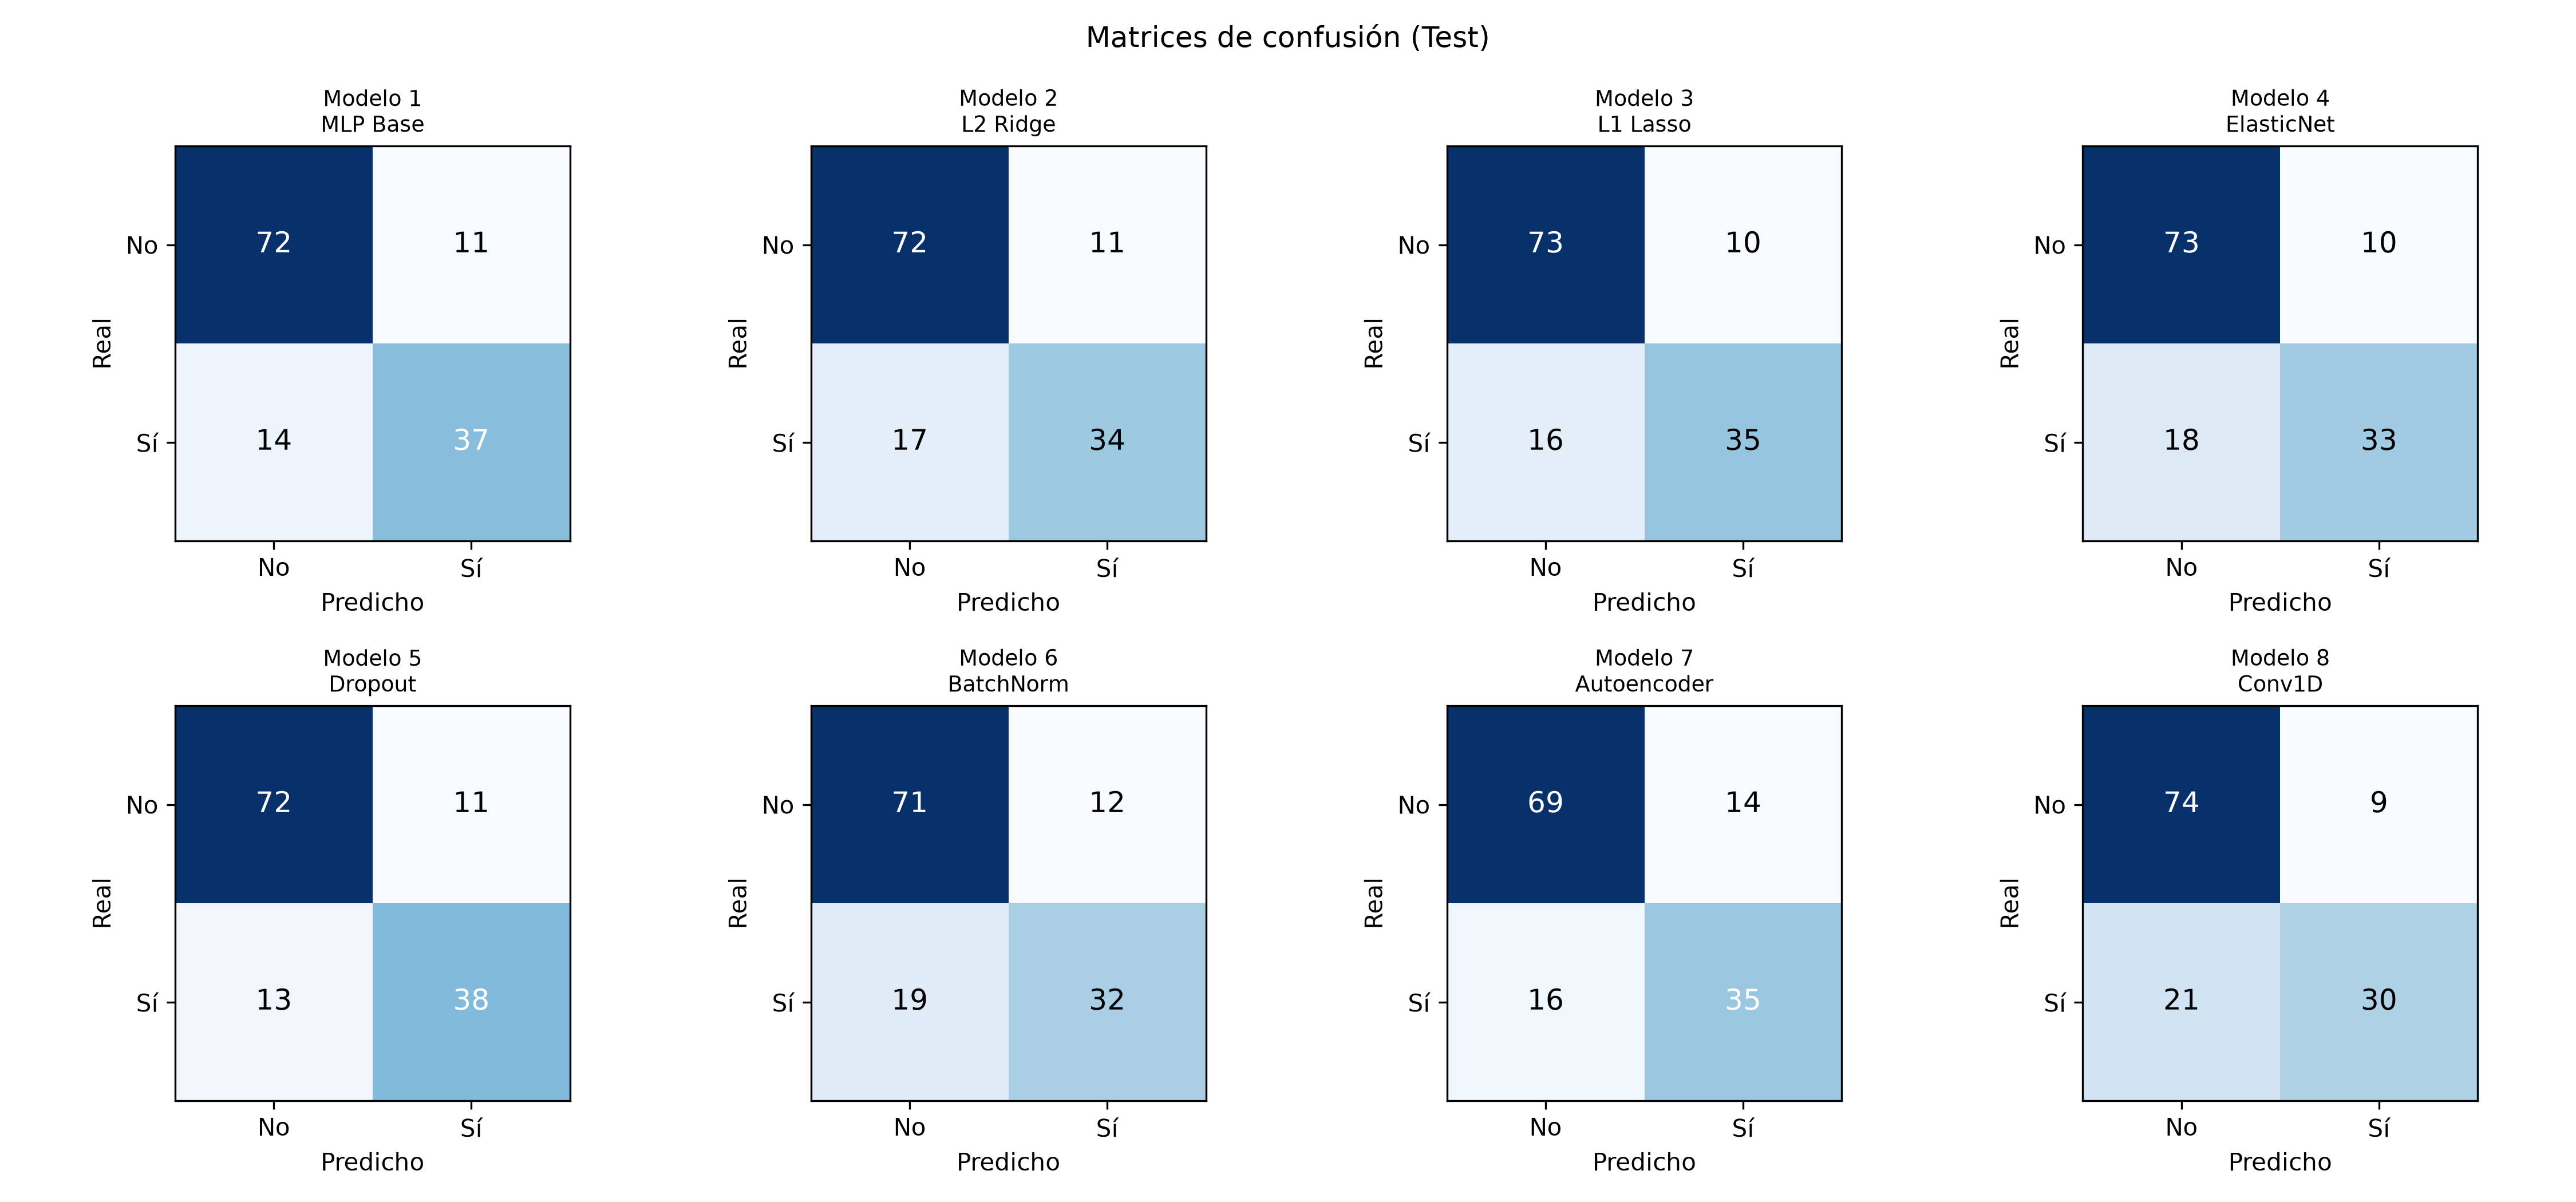 Matrices de confusión (Test)
Modelo 1
MLP Base
No
72
11
Real
Sí
14
37
No
Sí
Predicho
Modelo 2
L2 Ridge
No
72
11
Real
Sí
17
34
No
Sí
Predicho
Modelo 3
L1 Lasso
No
73
10
Real
Sí
16
35
No
Sí
Predicho
Modelo 4
ElasticNet
No
73
10
Real
Sí
18
33
No
Sí
Predicho
Modelo 5
Dropout
No
72
11
Real
Sí
13
38
No
Sí
Predicho
Modelo 6
BatchNorm
No
71
12
Real
Sí
19
32
No
Sí
Predicho
Modelo 7
Autoencoder
No
69
14
Real
Sí
16
35
No
Sí
Predicho
Modelo 8
Conv1D
No
74
9
Real
Sí
21
30
No
Sí
Predicho